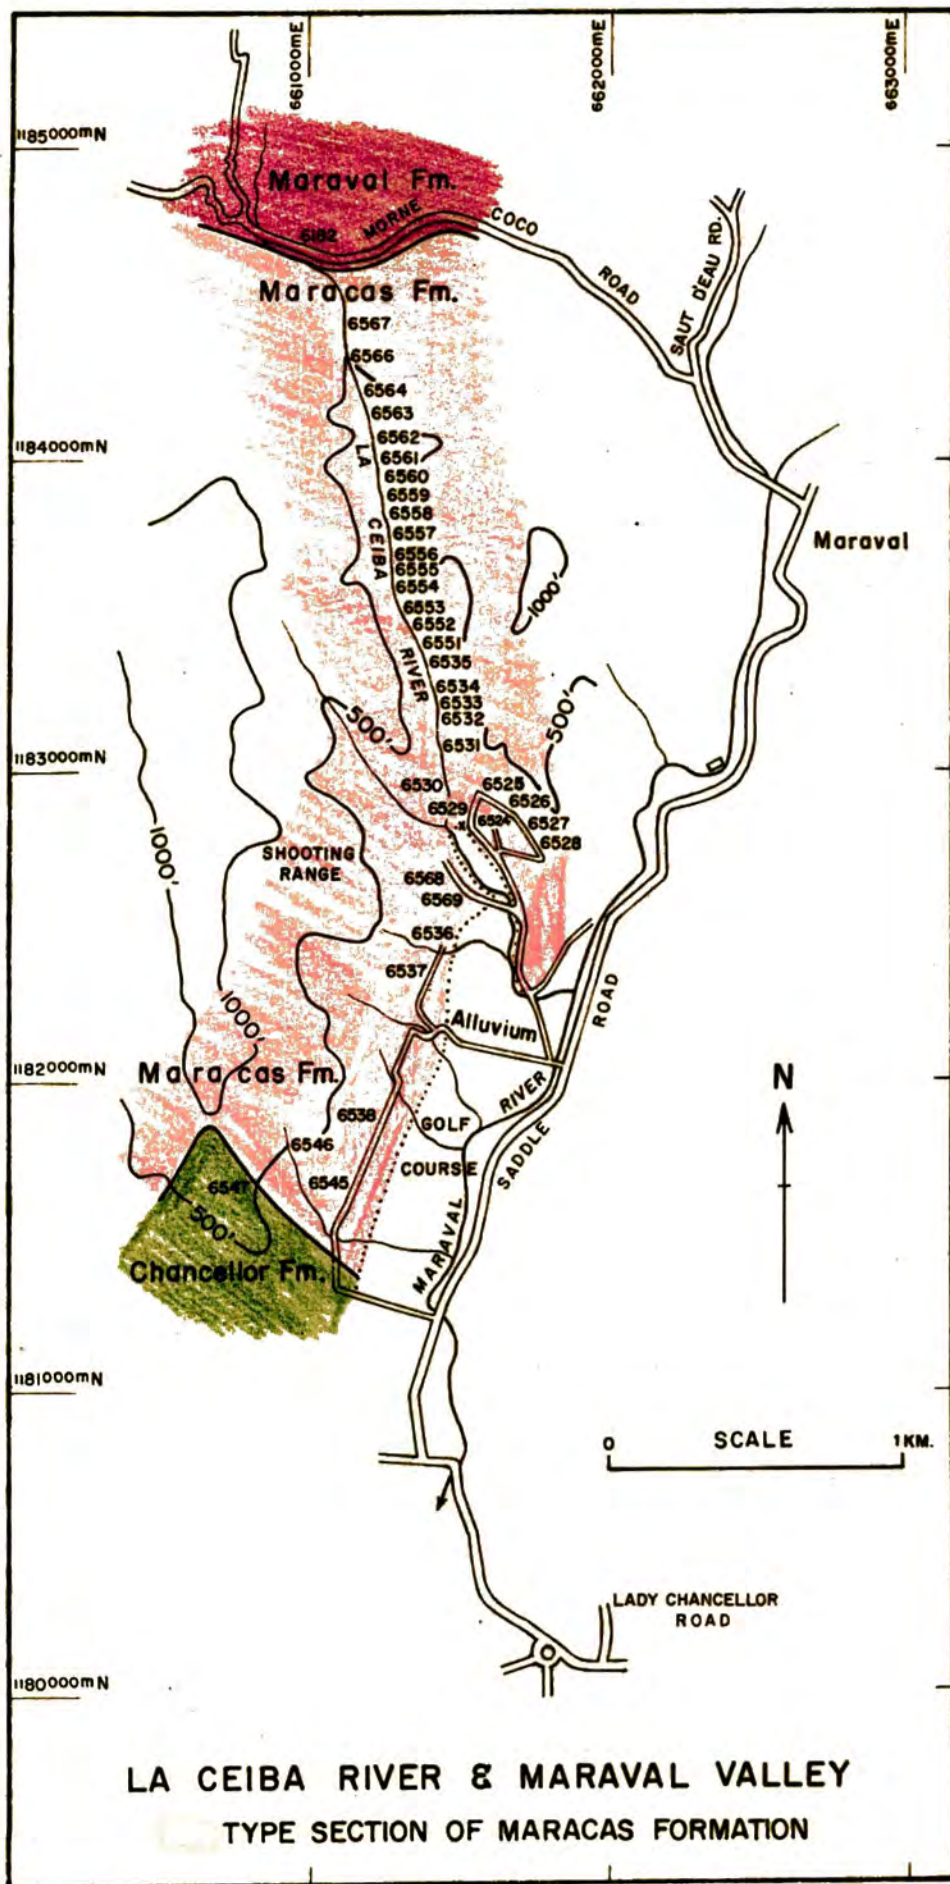 661000mE
662000mE
663000mE
1185000mN
Maraval Fm.
6182
MORNE
COCO
ROAD
SAUT D'EAU RD.
Maracas Fm.
6567
6566
6564
6563
1184000mN
6562
6561
6560
6559
6558
6557
6556
6555
6554
6553
6552
6551
6535
6534
6533
6532
6531
LA
CEIBA
RIVER
Maraval
1000'
500'
500'
1183000mN
6530
6529
x
6525
6526
6524
6527
6528
1000'
SHOOTING
RANGE
6568
6569
6536
6537
1000'
Alluvium
ROAD
SADDLE
RIVER
MARAVAL
1182000mN
Maracas Fm.
6538
GOLF
COURSE
6546
6545
6547
500'
Chancellor Fm.
N
1181000mN
0
SCALE
1 KM.
LADY CHANCELLOR
ROAD
1180000mN
LA CEIBA RIVER & MARAVAL VALLEY
TYPE SECTION OF MARACAS FORMATION